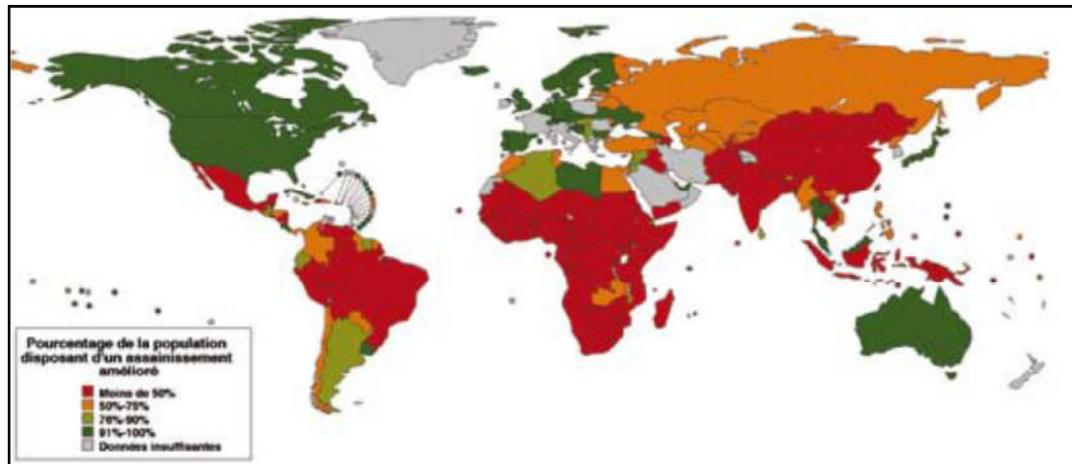 Pourcentage de la population
disposant d'un assainissement
amélioré
Moins de 50%
50%-75%
76%-90%
91%-100%
Données insuffisantes